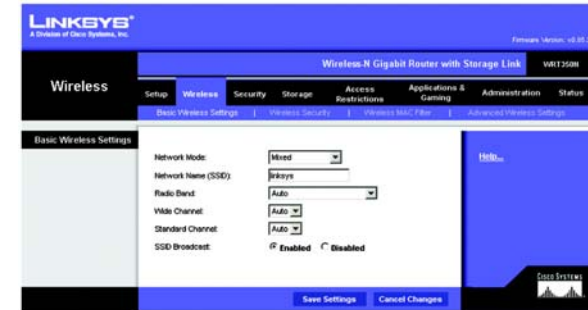 LINKSYS®
A Division of Cisco Systems, Inc.
Wireless-N Gigabit Router with Storage Link WRT350N
Wireless
Setup Wireless Security Storage Access Restrictions Applications & Gaming Administration Status
Basic Wireless Settings | Wireless Security | Wireless MAC Filter | Advanced Wireless Settings
Basic Wireless Settings
Network Mode: Mixed
Network Name (SSID): linksys
Radio Band: Auto
Wide Channel: Auto
Standard Channel: Auto
SSID Broadcast: Enabled Disabled
Help...
Save Settings Cancel Changes
CISCO SYSTEMS